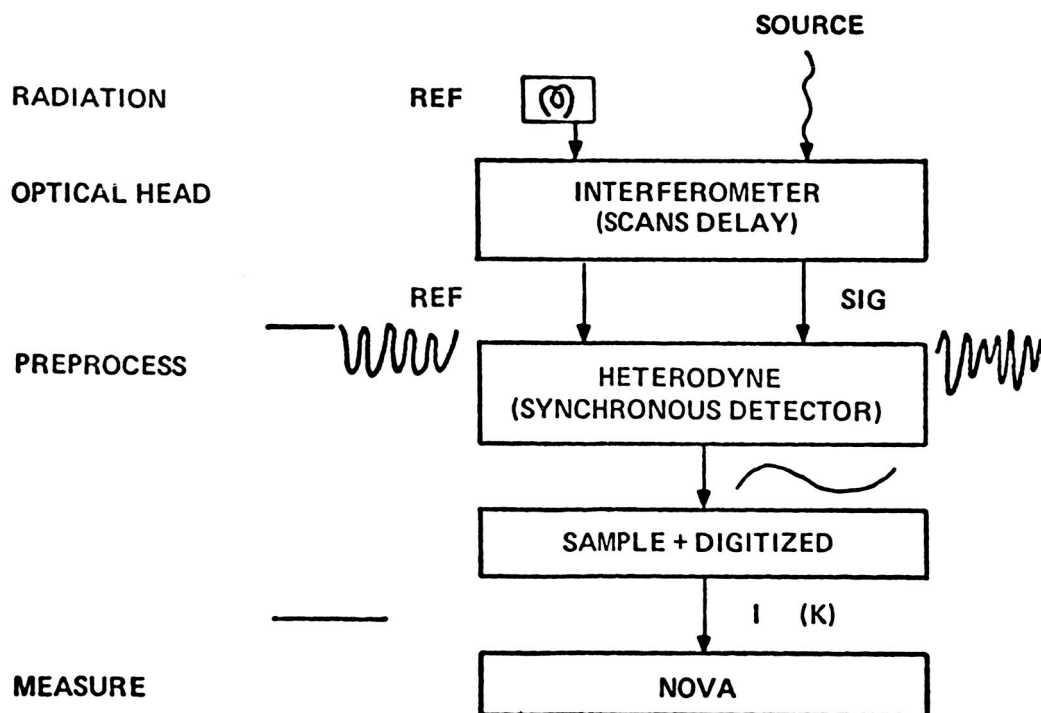 SOURCE
RADIATION
REF
OPTICAL HEAD
INTERFEROMETER
(SCANS DELAY)
REF
SIG
PREPROCESS
HETERODYNE
(SYNCHRONOUS DETECTOR)
SAMPLE + DIGITIZED
I (K)
MEASURE
NOVA